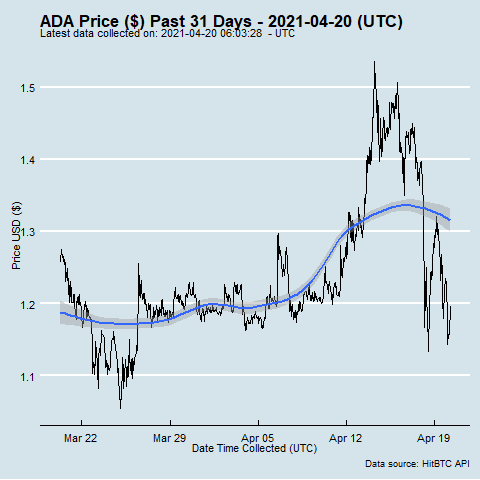 ADA Price ($) Past 31 Days - 2021-04-20 (UTC)
Latest data collected on: 2021-04-20 06:03:28 - UTC
1.5
1.4
1.3
1.2
1.1
Price USD ($)
Mar 22 Mar 29 Apr 05 Apr 12 Apr 19
Date Time Collected (UTC)
Data source: HitBTC API